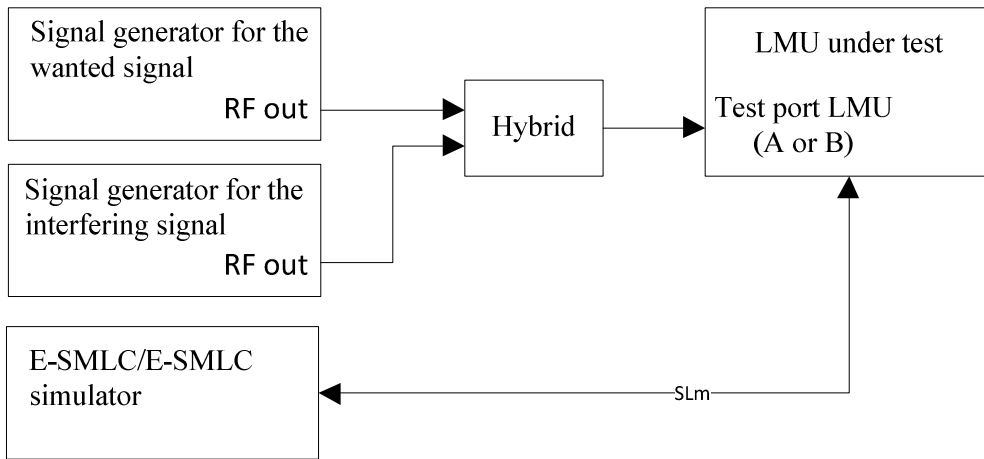 Signal generator for the
wanted signal
RF out
Signal generator for the
interfering signal
RF out
Hybrid
LMU under test
Test port LMU
(A or B)
E-SMLC/E-SMLC
simulator
SLm